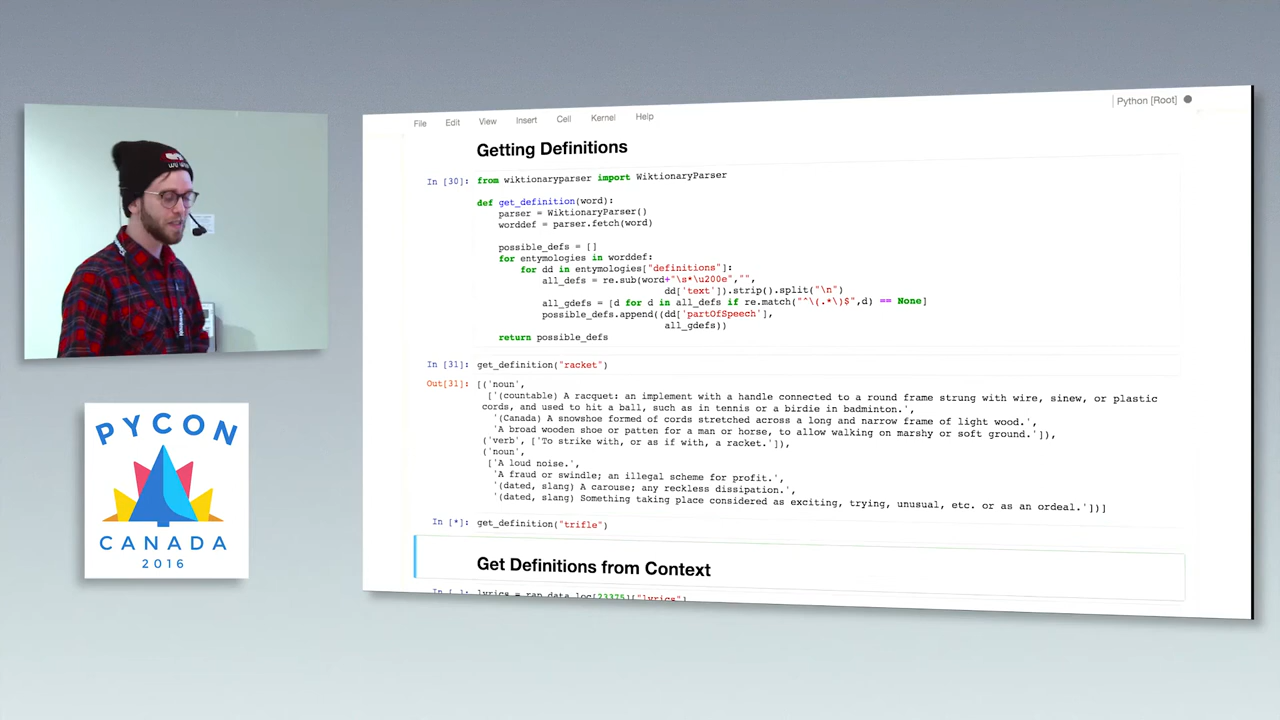 Python [Root]
File Edit View Insert Cell Kernel Help
Getting Definitions
In [30]: from wiktionaryparser import WiktionaryParser
def get_definition(word):
parser = WiktionaryParser()
worddef = parser.fetch(word)
possible_defs = []
for entymologies in worddef:
for dd in entymologies["definitions"]:
all_defs = re.sub(word+"\s*\u200e","",
dd['text']).strip().split("\n")
all_gdefs = [d for d in all_defs if re.match("^\(.*\)$",d) == None]
possible_defs.append((dd['partOfSpeech'],
all_gdefs))
return possible_defs
In [31]: get_definition("racket")
Out[31]: [('noun',
['(countable) A racquet: an implement with a handle connected to a round frame strung with wire, sinew, or plastic
cords, and used to hit a ball, such as in tennis or a birdie in badminton.',
'(Canada) A snowshoe formed of cords stretched across a long and narrow frame of light wood.',
'A broad wooden shoe or patten for a man or horse, to allow walking on marshy or soft ground.']),
('verb', ['To strike with, or as if with, a racket.']),
('noun',
['A loud noise.',
'A fraud or swindle; an illegal scheme for profit.',
'(dated, slang) A carouse; any reckless dissipation.',
'(dated, slang) Something taking place considered as exciting, trying, unusual, etc. or as an ordeal.'])]
In [*]: get_definition("trifle")
Get Definitions from Context
In [ ]: lyrics = rap_data.loc[23375]["lyrics"]
PYCON
CANADA
2016